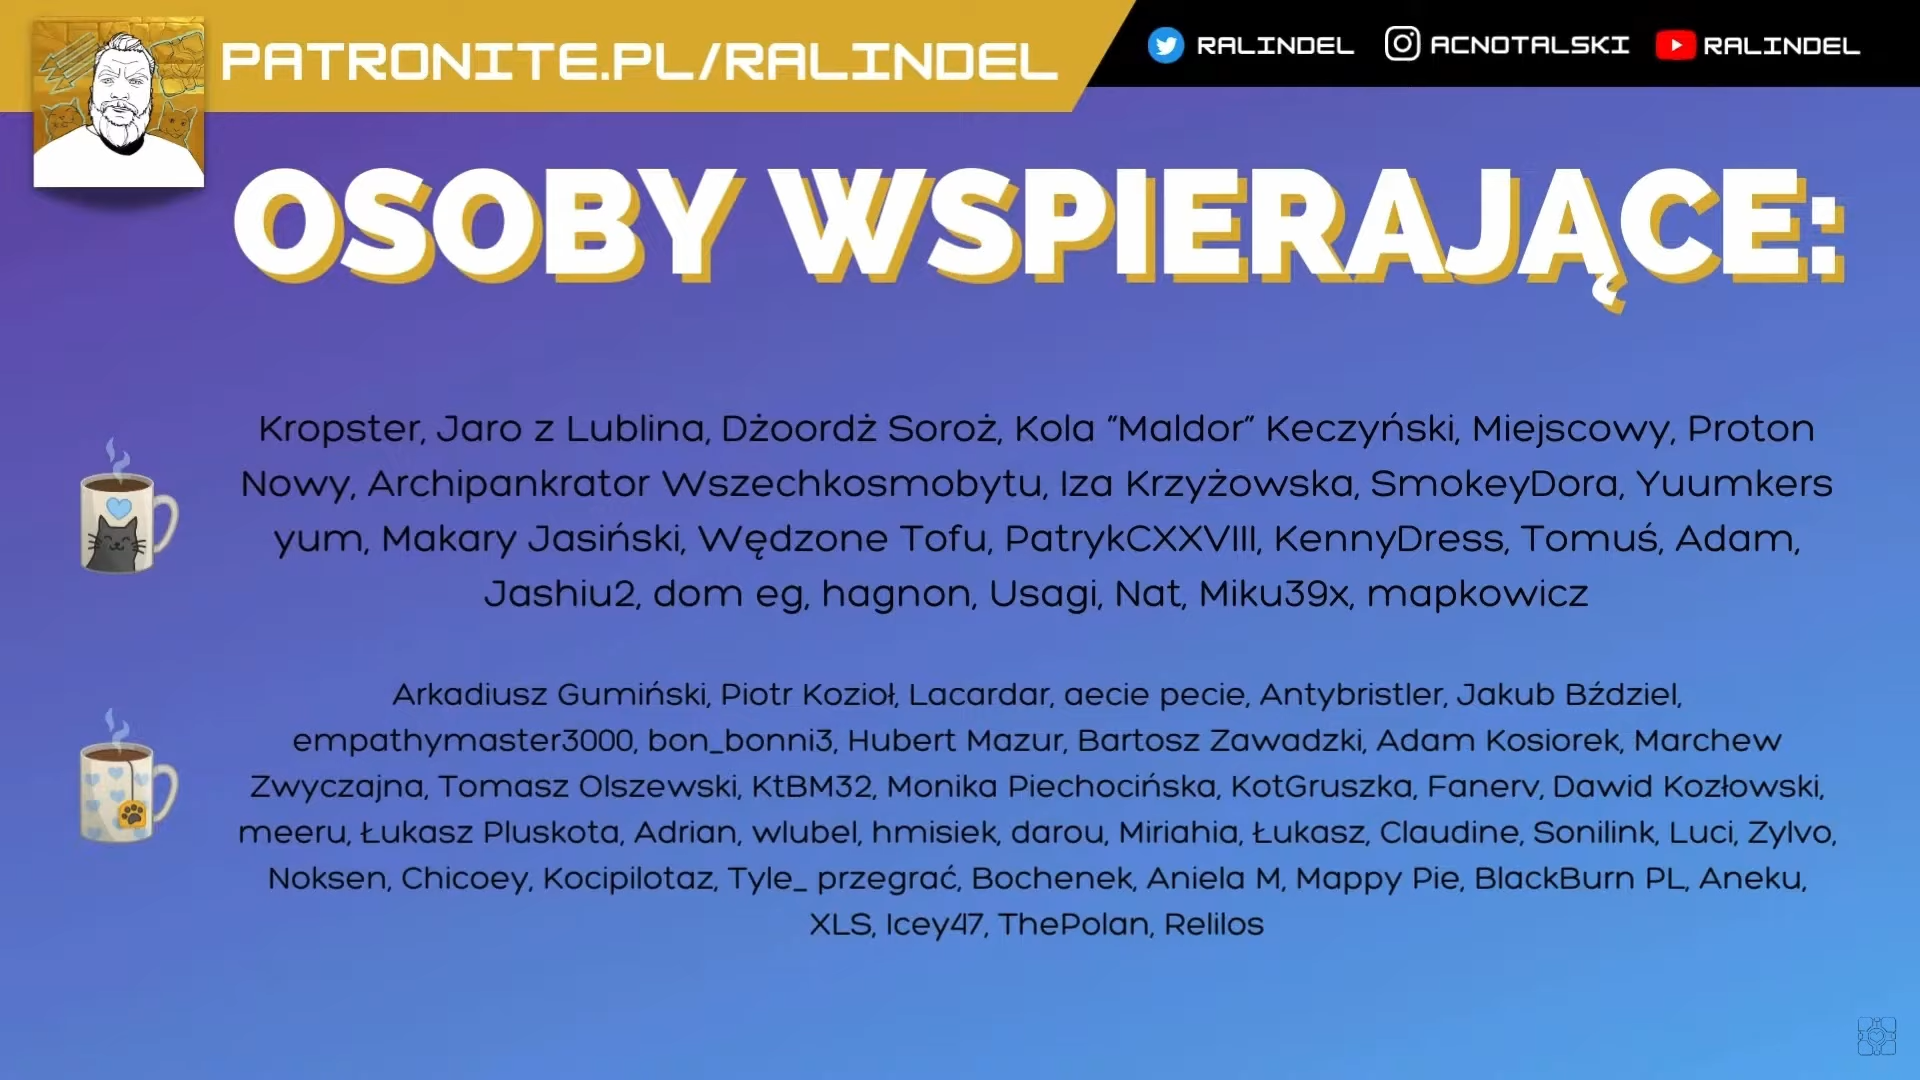 PATRONITE.PL/RALINDEL
RALINDEL
ACNOTALSKI
RALINDEL
OSOBY WSPIERAJĄCE:
Kropster, Jaro z Lublina, Dżoordż Soroż, Kola "Maldor" Keczyński, Miejscowy, Proton
Nowy, Archipankrator Wszechkosmobytu, Iza Krzyżowska, SmokeyDora, Yuumkers
yum, Makary Jasiński, Wędzone Tofu, PatrykCXXVIII, KennyDress, Tomuś, Adam,
Jashiu2, dom eg, hagnon, Usagi, Nat, Miku39x, mapkowicz
Arkadiusz Gumiński, Piotr Kozioł, Lacardar, aecie pecie, Antybristler, Jakub Bździel,
empathymaster3000, bon_bonni3, Hubert Mazur, Bartosz Zawadzki, Adam Kosiorek, Marchew
Zwyczajna, Tomasz Olszewski, KtBM32, Monika Piechocińska, KotGruszka, Fanerv, Dawid Kozłowski,
meeru, Łukasz Pluskota, Adrian, wlubel, hmisiek, darou, Miriahia, Łukasz, Claudine, Sonilink, Luci, Zylvo,
Noksen, Chicoey, Kocipilotaz, Tyle_ przegrać, Bochenek, Aniela M, Mappy Pie, BlackBurn PL, Aneku,
XLS, Icey47, ThePolan, Relilos